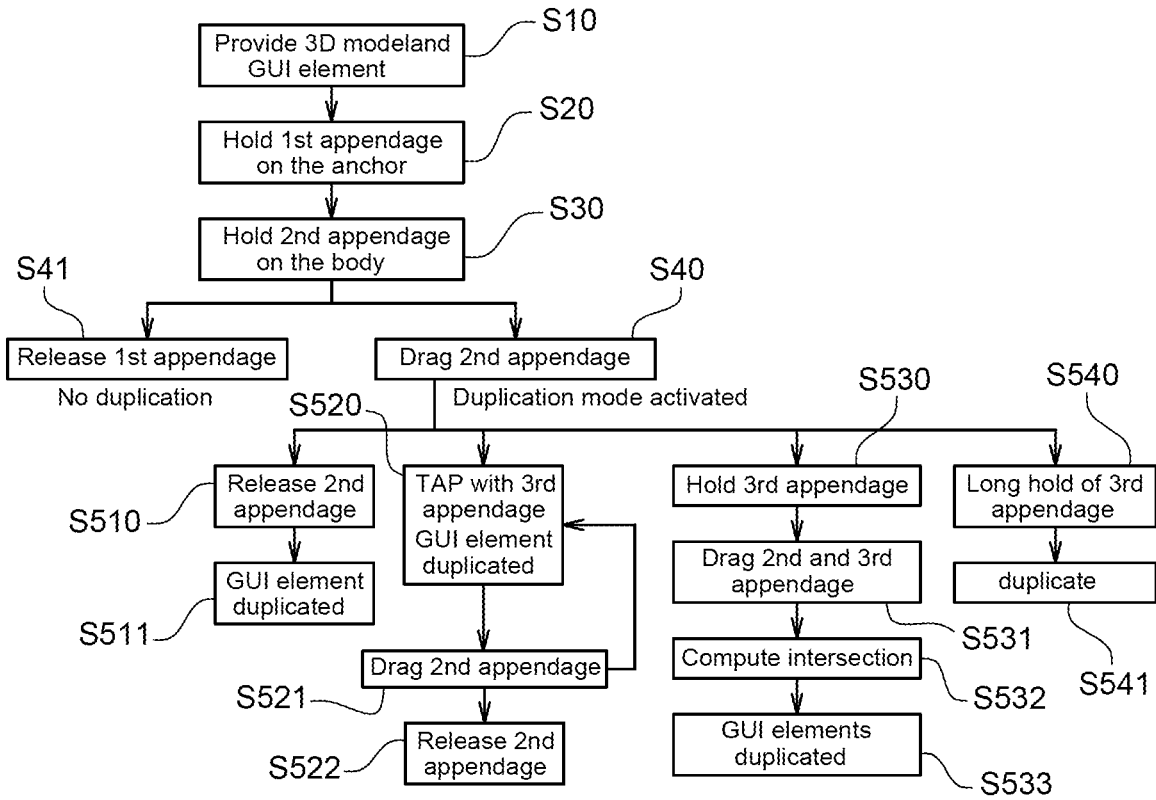 S10
Provide 3D modeland
GUI element
S20
Hold 1st appendage
on the anchor
S30
Hold 2nd appendage
on the body
S41
S40
Release 1st appendage
Drag 2nd appendage
No duplication
Duplication mode activated
S520
S530
S540
Release 2nd
appendage
S510
TAP with 3rd
appendage
GUI element
duplicated
Hold 3rd appendage
Long hold of 3rd
appendage
GUI element
duplicated
S511
Drag 2nd and 3rd
appendage
S531
duplicate
S541
Drag 2nd appendage
S521
Compute intersection
S532
Release 2nd
appendage
S522
GUI elements
duplicated
S533